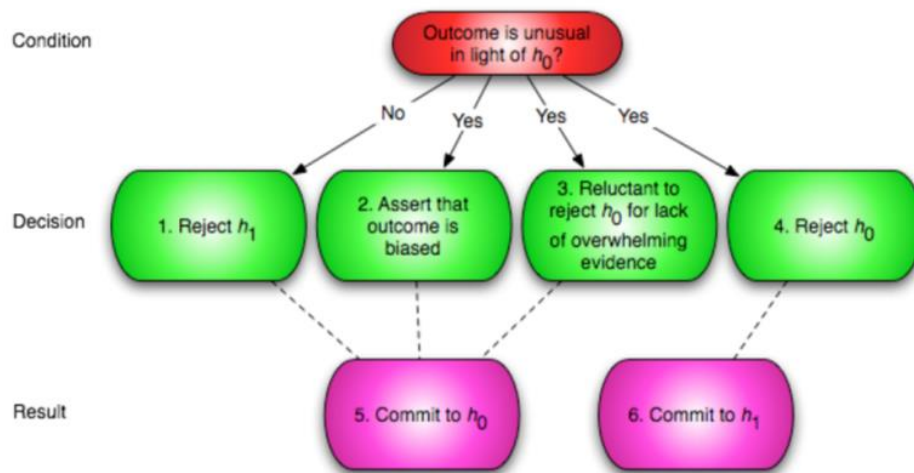 Condition
Outcome is unusual
in light of h0?
No
Yes
Yes
Yes
Decision
1. Reject h1
2. Assert that
outcome is
biased
3. Reluctant to
reject h0 for lack
of overwhelming
evidence
4. Reject h0
Result
5. Commit to h0
6. Commit to h1